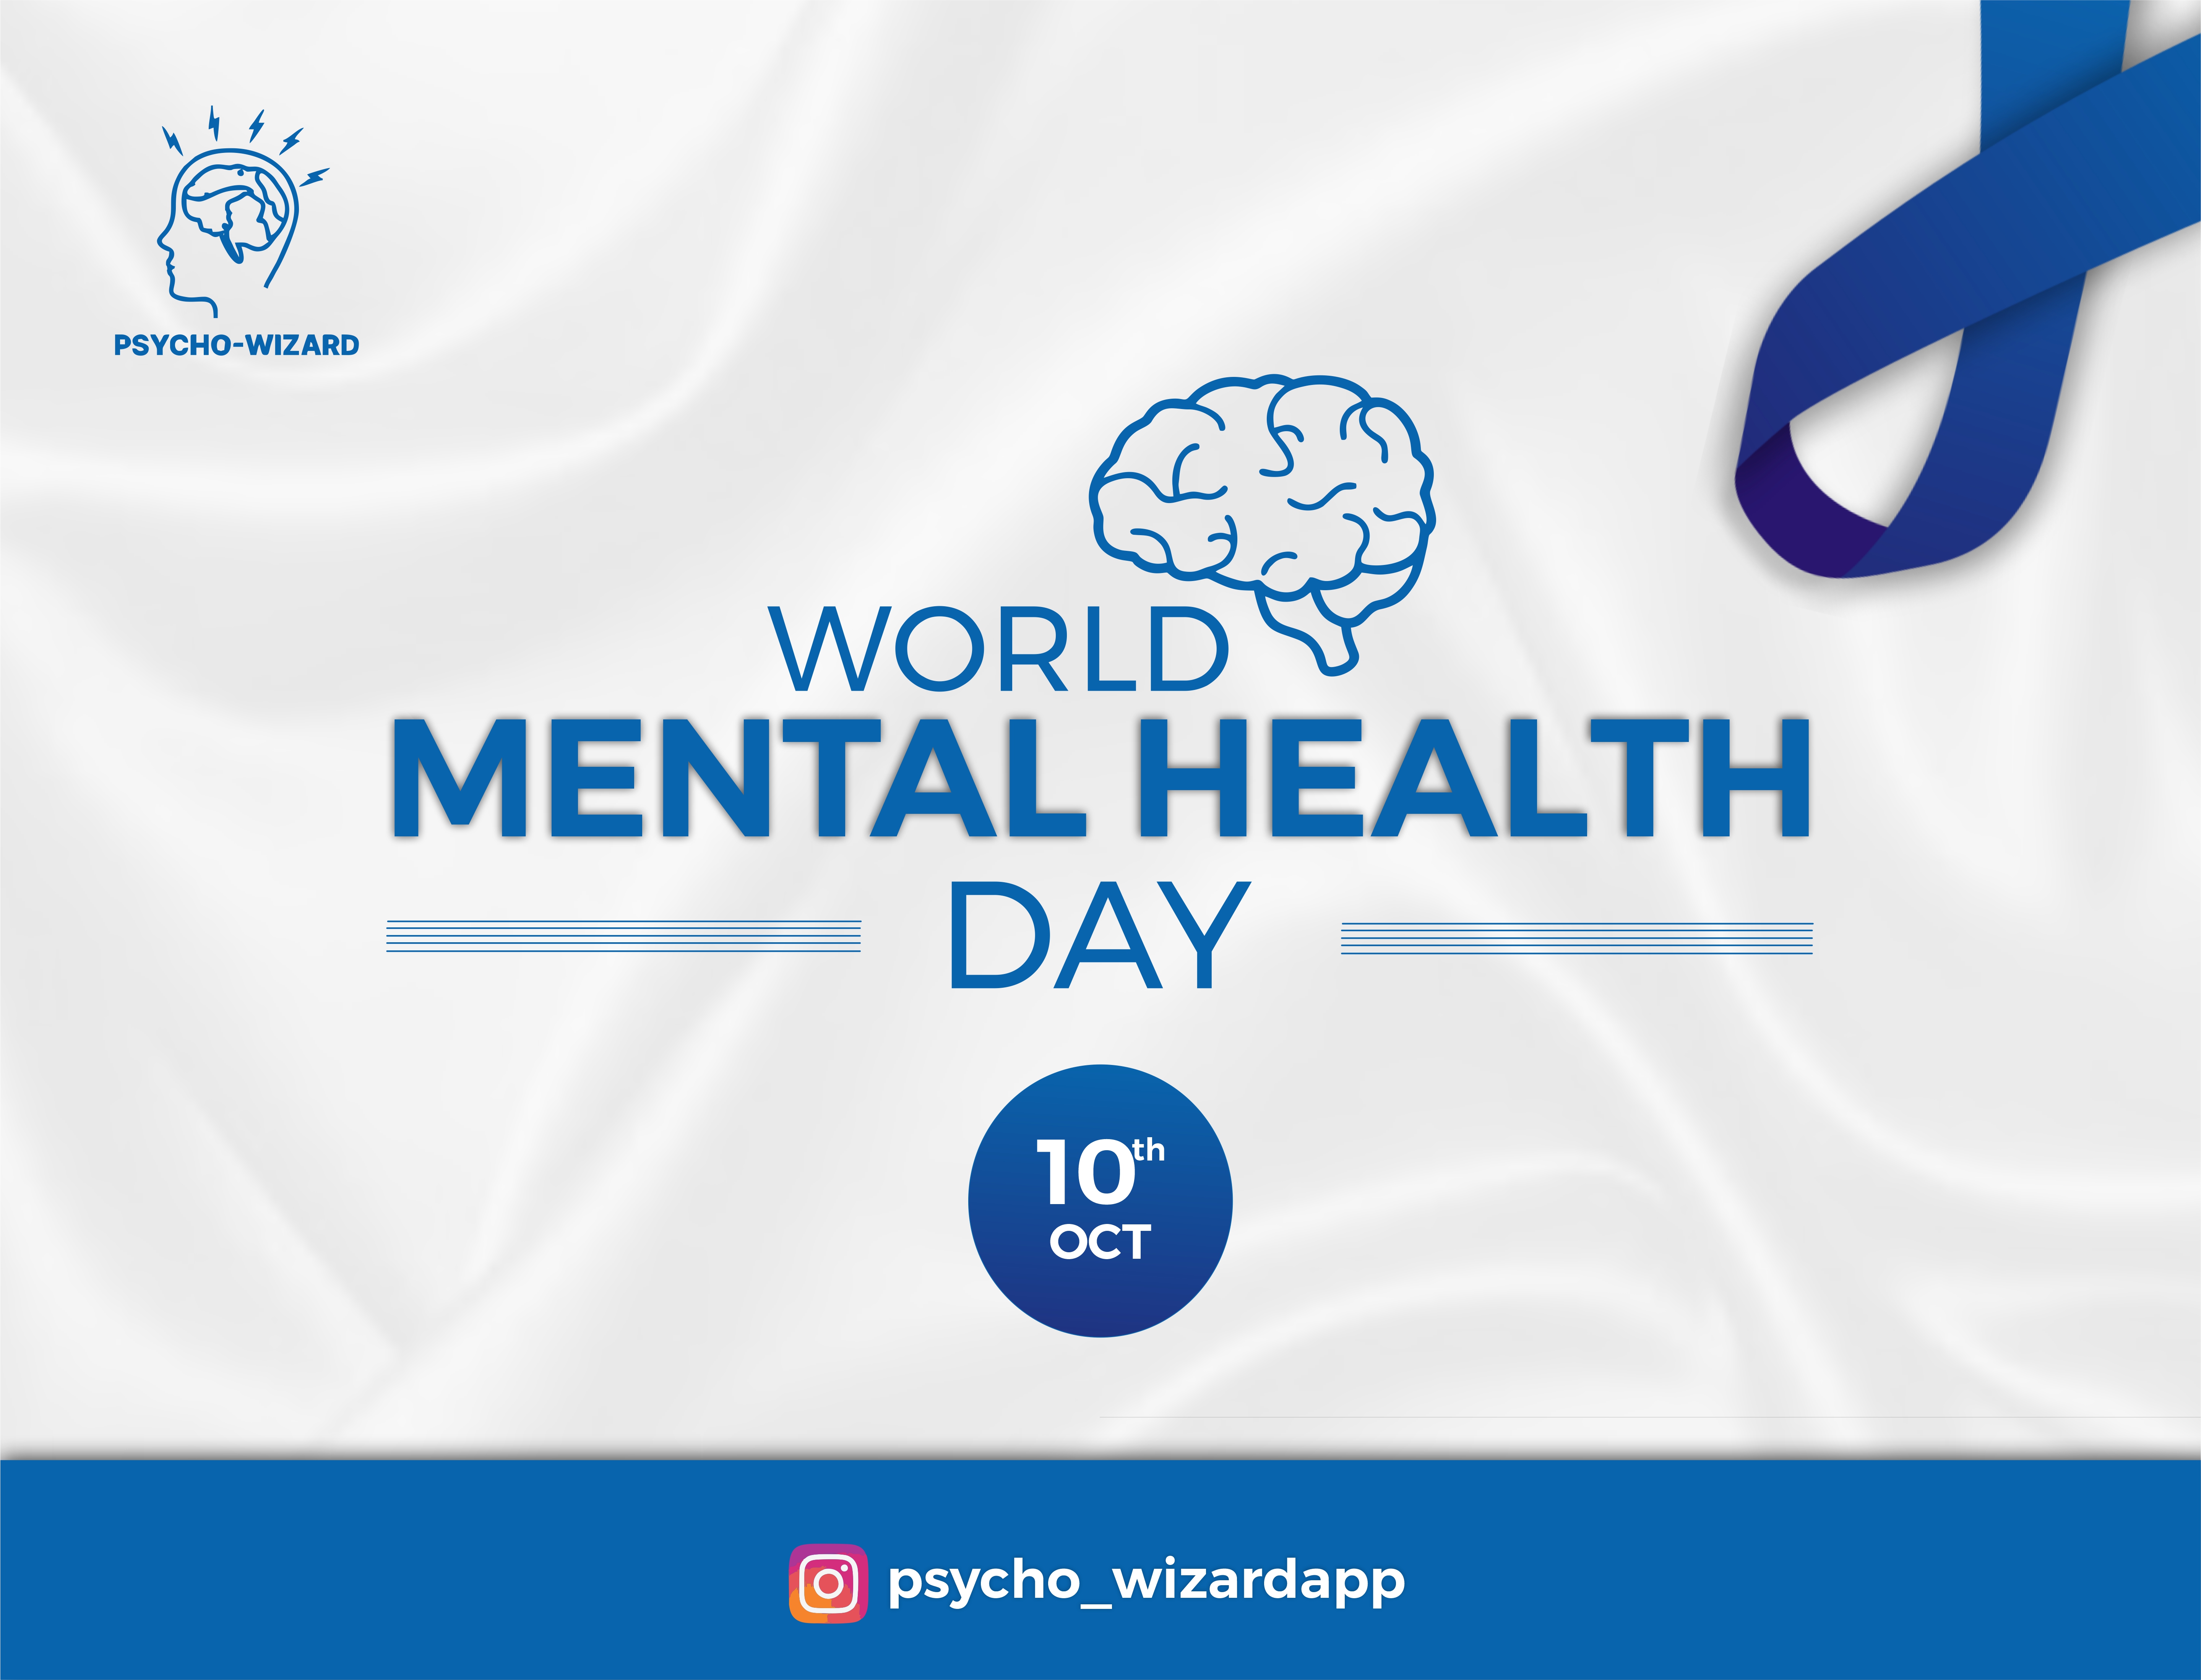 PSYCHO-WIZARD
WORLD
MENTAL HEALTH
DAY
10th
OCT
psycho_wizardapp